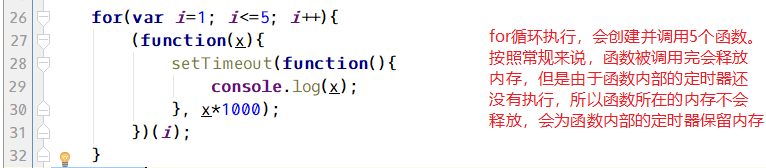 26 for(var i=1; i<=5; i++){
27 (function(x){
28 setTimeout(function(){
29 console.log(x);
30 }, x*1000);
31 })(i);
32 }
for循环执行，会创建并调用5个函数。
按照常规来说，函数被调用完会释放
内存，但是由于函数内部的定时器还
没有执行，所以函数所在的内存不会
释放，会为函数内部的定时器保留内存